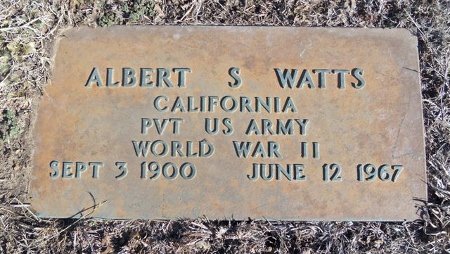 ALBERT S WATTS
CALIFORNIA
PVT US ARMY
WORLD WAR II
SEPT 3 1900 JUNE 12 1967